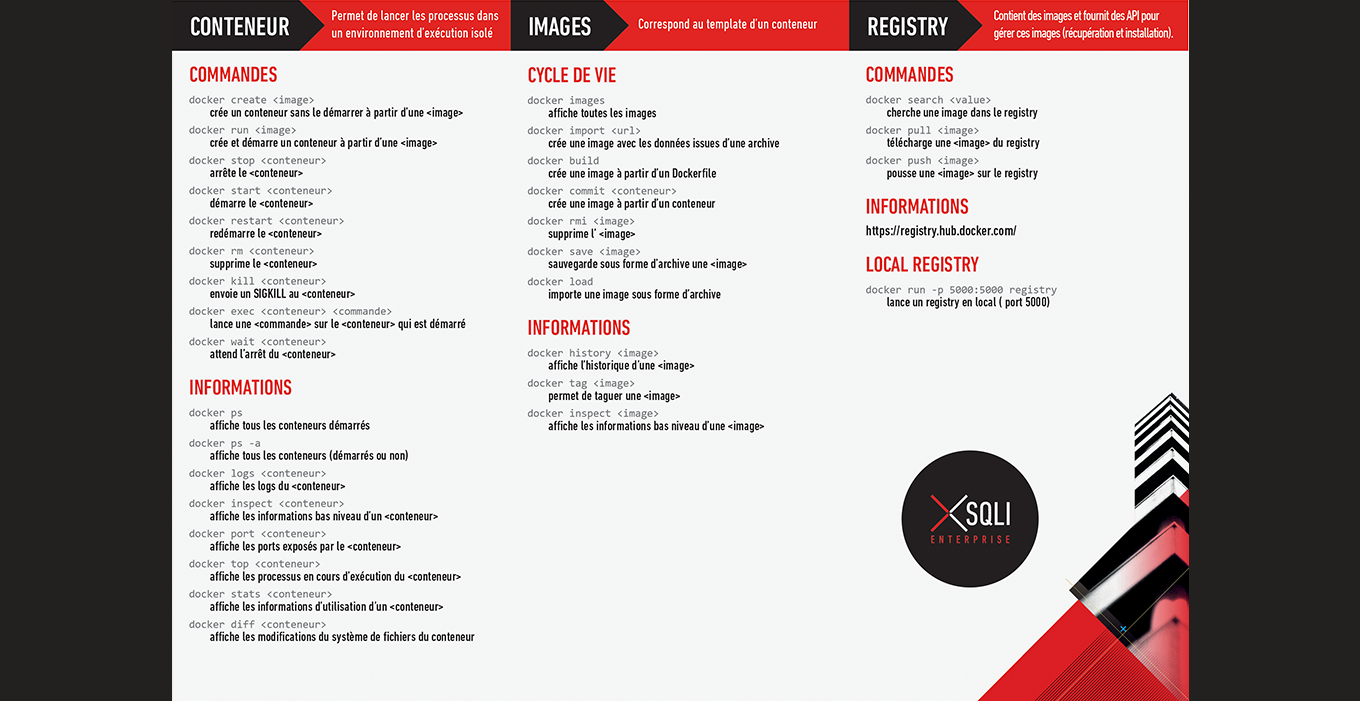 CONTENEUR
Permet de lancer les processus dans
un environnement d'exécution isolé
COMMANDES
docker create <image>
crée un conteneur sans le démarrer à partir d'une <image>
docker run <image>
crée et démarre un conteneur à partir d'une <image>
docker stop <conteneur>
arrête le <conteneur>
docker start <conteneur>
démarre le <conteneur>
docker restart <conteneur>
redémarre le <conteneur>
docker rm <conteneur>
supprime le <conteneur>
docker kill <conteneur>
envoie un SIGKILL au <conteneur>
docker exec <conteneur> <commande>
lance une <commande> sur le <conteneur> qui est démarré
docker wait <conteneur>
attend l'arrêt du <conteneur>
INFORMATIONS
docker ps
affiche tous les conteneurs démarrés
docker ps -a
affiche tous les conteneurs (démarrés ou non)
docker logs <conteneur>
affiche les logs du <conteneur>
docker inspect <conteneur>
affiche les informations bas niveau d'un <conteneur>
docker port <conteneur>
affiche les ports exposés par le <conteneur>
docker top <conteneur>
affiche les processus en cours d'exécution du <conteneur>
docker stats <conteneur>
affiche les informations d'utilisation d'un <conteneur>
docker diff <conteneur>
affiche les modifications du système de fichiers du conteneur
IMAGES
Correspond au template d'un conteneur
CYCLE DE VIE
docker images
affiche toutes les images
docker import <url>
crée une image avec les données issues d'une archive
docker build
crée une image à partir d'un Dockerfile
docker commit <conteneur>
crée une image à partir d'un conteneur
docker rmi <image>
supprime l' <image>
docker save <image>
sauvegarde sous forme d'archive une <image>
docker load
importe une image sous forme d'archive
INFORMATIONS
docker history <image>
affiche l'historique d'une <image>
docker tag <image>
permet de taguer une <image>
docker inspect <image>
affiche les informations bas niveau d'une <image>
REGISTRY
Contient des images et fournit des API pour
gérer ces images (récupération et installation).
COMMANDES
docker search <value>
cherche une image dans le registry
docker pull <image>
télécharge une <image> du registry
docker push <image>
pousse une <image> sur le registry
INFORMATIONS
https://registry.hub.docker.com/
LOCAL REGISTRY
docker run -p 5000:5000 registry
lance un registry en local ( port 5000)
SQLI
ENTERPRISE